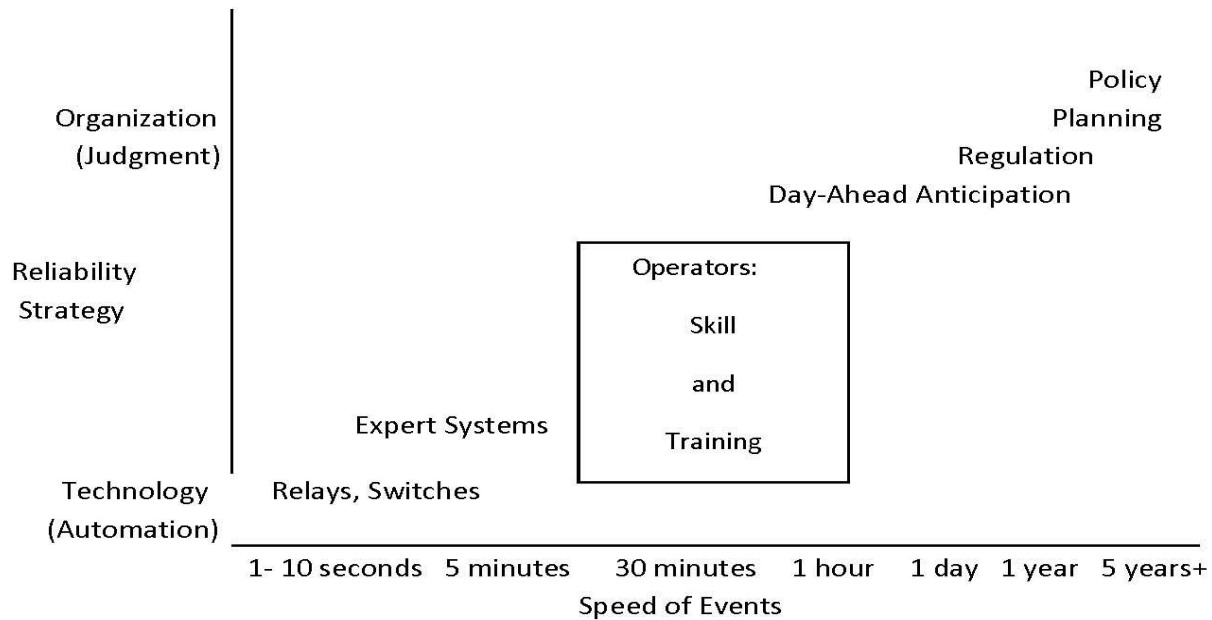 Policy
Organization
Planning
(Judgment)
Regulation
Day-Ahead Anticipation
Reliability
Strategy
Operators:
Skill
and
Training
Expert Systems
Technology
(Automation)
Relays, Switches
1- 10 seconds 5 minutes 30 minutes 1 hour 1 day 1 year 5 years+
Speed of Events